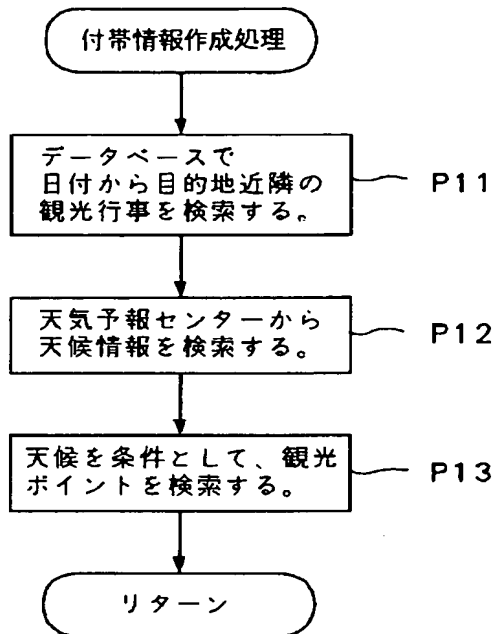 付帯情報作成処理
データベースで
日付から目的地近隣の
観光行事を検索する。
P11
天気予報センターから
天候情報を検索する。
P12
天候を条件として、観光
ポイントを検索する。
P13
リターン